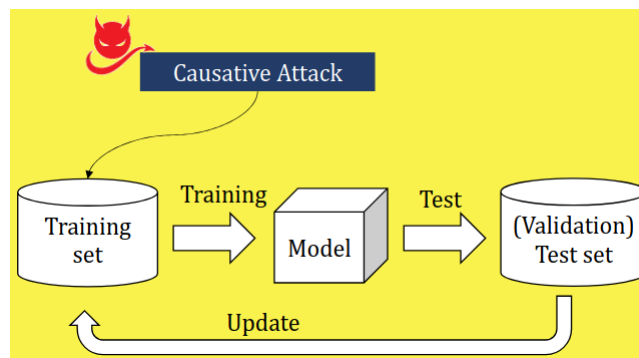 Causative Attack
Training
Test
Training
set
Model
(Validation)
Test set
Update